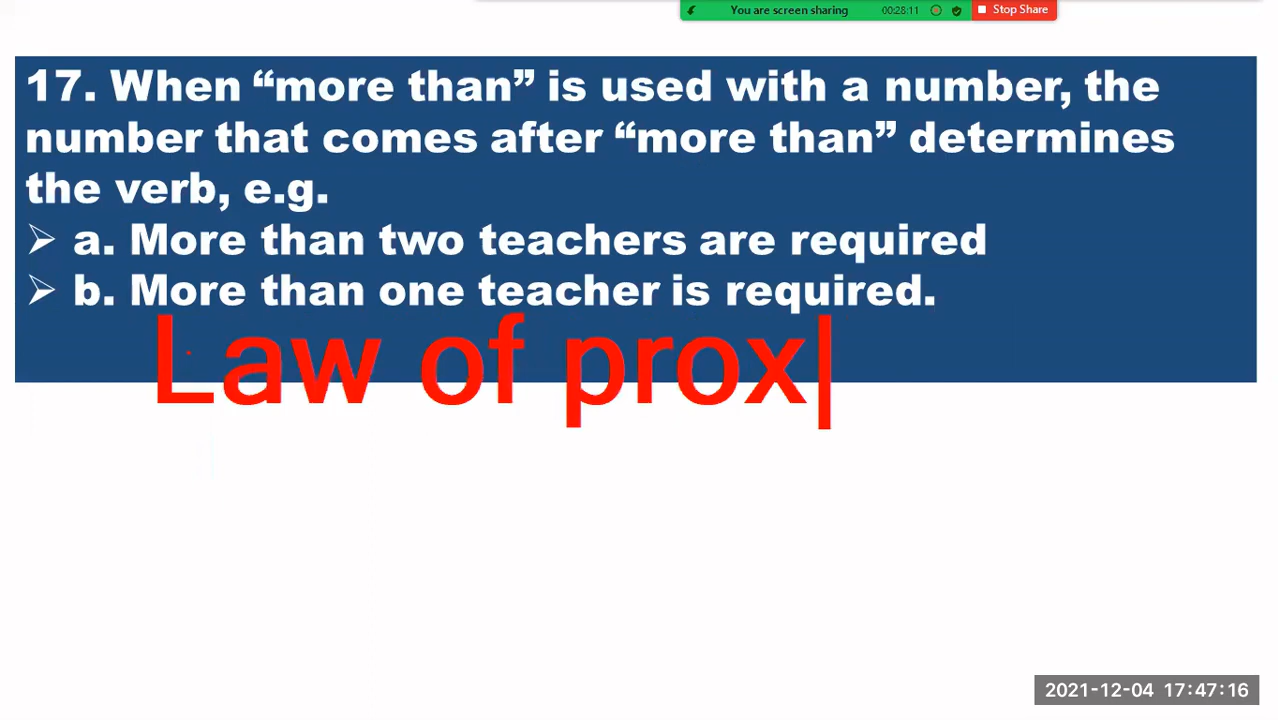 You are screen sharing 00:28:11 Stop Share
17. When “more than” is used with a number, the
number that comes after “more than” determines
the verb, e.g.
➢ a. More than two teachers are required
➢ b. More than one teacher is required.
Law of prox
2021-12-04 17:47:16